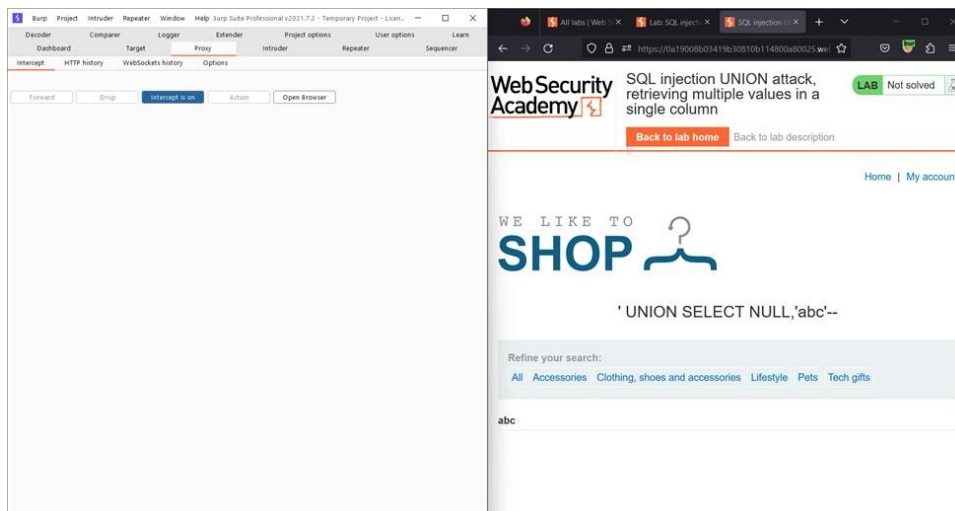 Burp Project Intruder Repeater Window Help Burp Suite Professional v2021.7.2 - Temporary Project - Licen...
Decoder Comparer Logger Extender Project options User options Learn
Dashboard Target Proxy Intruder Repeater Sequencer
Intercept HTTP history WebSockets history Options
Forward Drop Intercept is on Action Open Browser
All labs | Web S
Lab: SQL injecti
SQL injection U
https://0a19008b03419b30810b114800a80025.we
Web Security
Academy
SQL injection UNION attack,
retrieving multiple values in a
single column
Back to lab home Back to lab description
LAB Not solved
Home | My accoun
WE LIKE TO
SHOP
' UNION SELECT NULL,'abc'--
Refine your search:
All Accessories Clothing, shoes and accessories Lifestyle Pets Tech gifts
abc